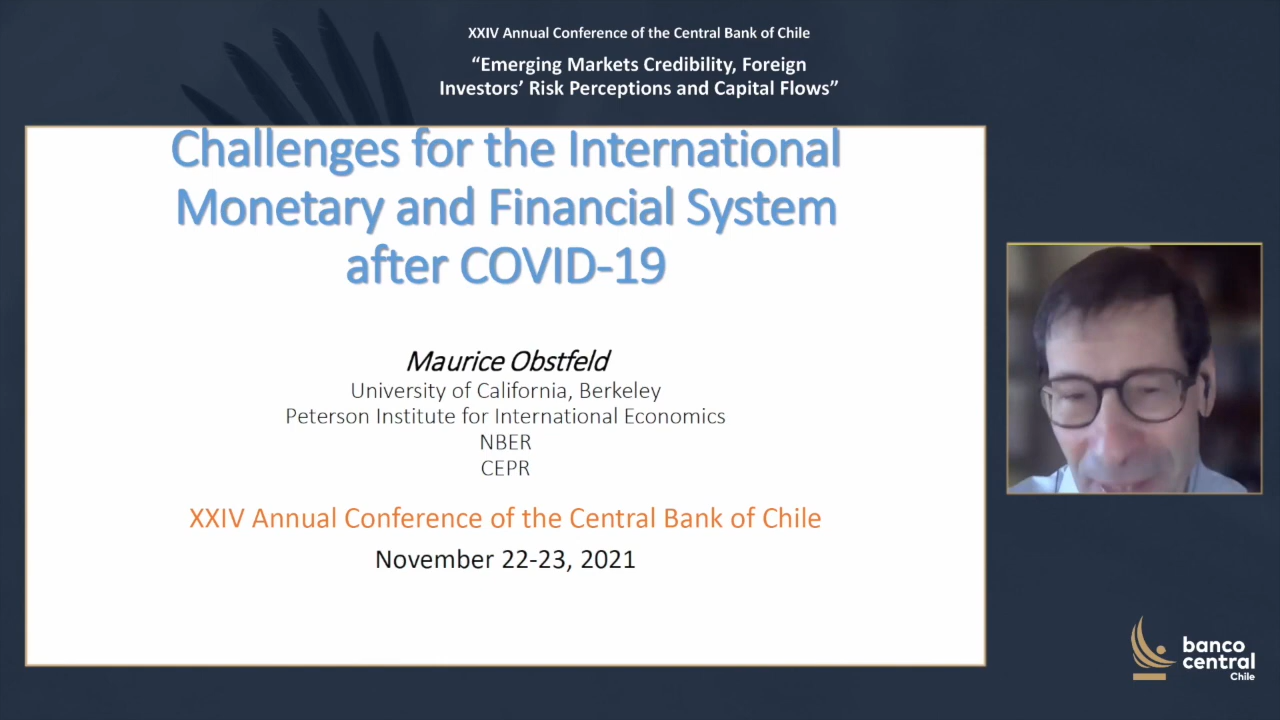 XXIV Annual Conference of the Central Bank of Chile
“Emerging Markets Credibility, Foreign
Investors’ Risk Perceptions and Capital Flows”
Challenges for the International
Monetary and Financial System
after COVID-19
Maurice Obstfeld
University of California, Berkeley
Peterson Institute for International Economics
NBER
CEPR
XXIV Annual Conference of the Central Bank of Chile
November 22-23, 2021
banco
central
Chile